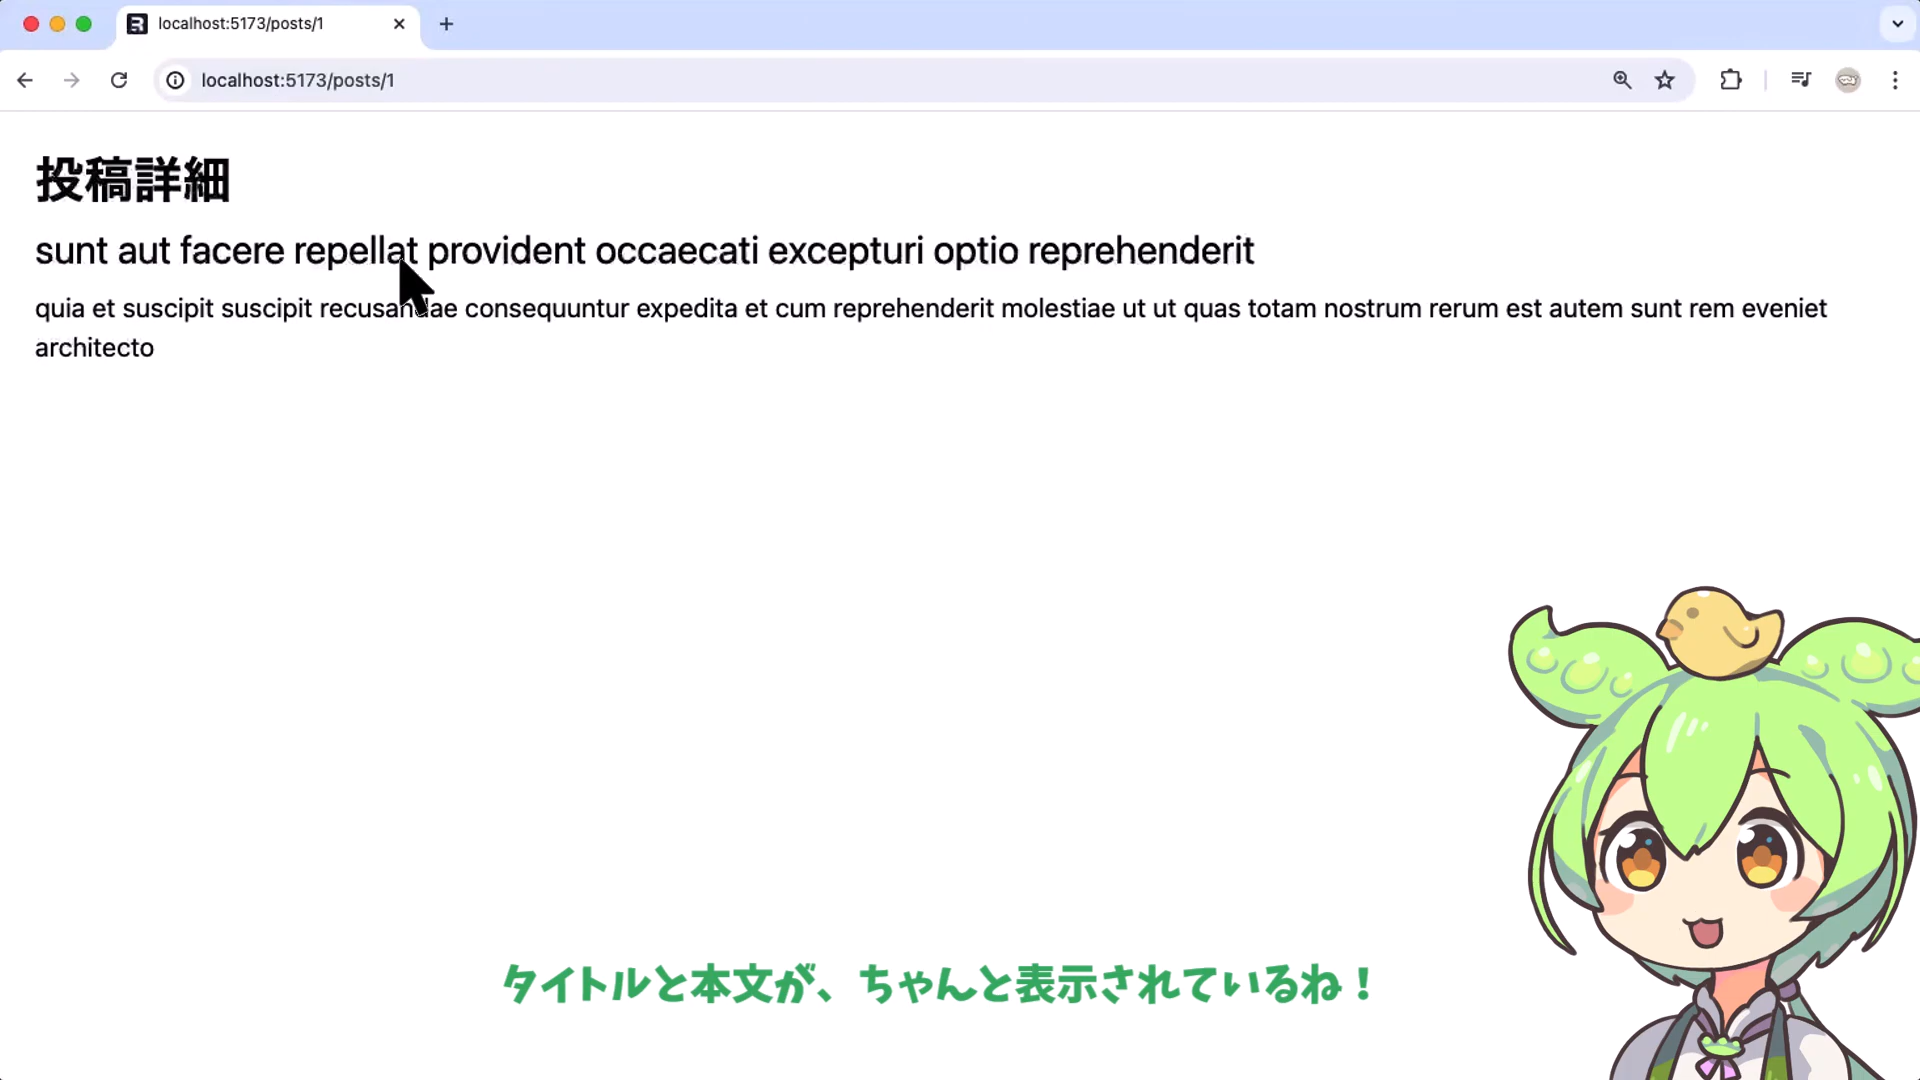 localhost:5173/posts/1
localhost:5173/posts/1
投稿詳細
sunt aut facere repellat provident occaecati excepturi optio reprehenderit
quia et suscipit suscipit recusandae consequuntur expedita et cum reprehenderit molestiae ut ut quas totam nostrum rerum est autem sunt rem eveniet
architecto
タイトルと本文が、ちゃんと表示されているね！